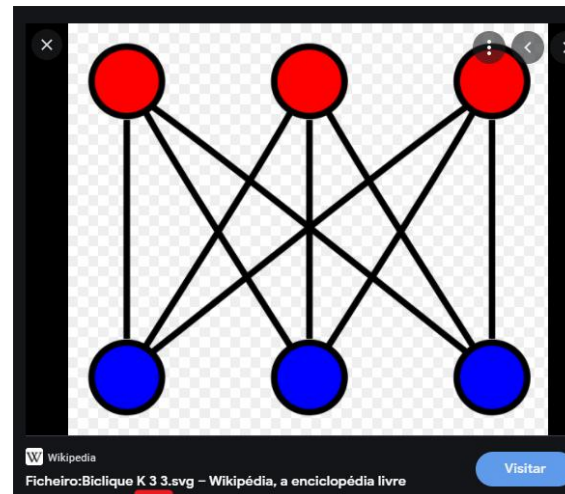 Wikipedia
Ficheiro:Biclique K 3 3.svg – Wikipédia, a enciclopédia livre
Visitar